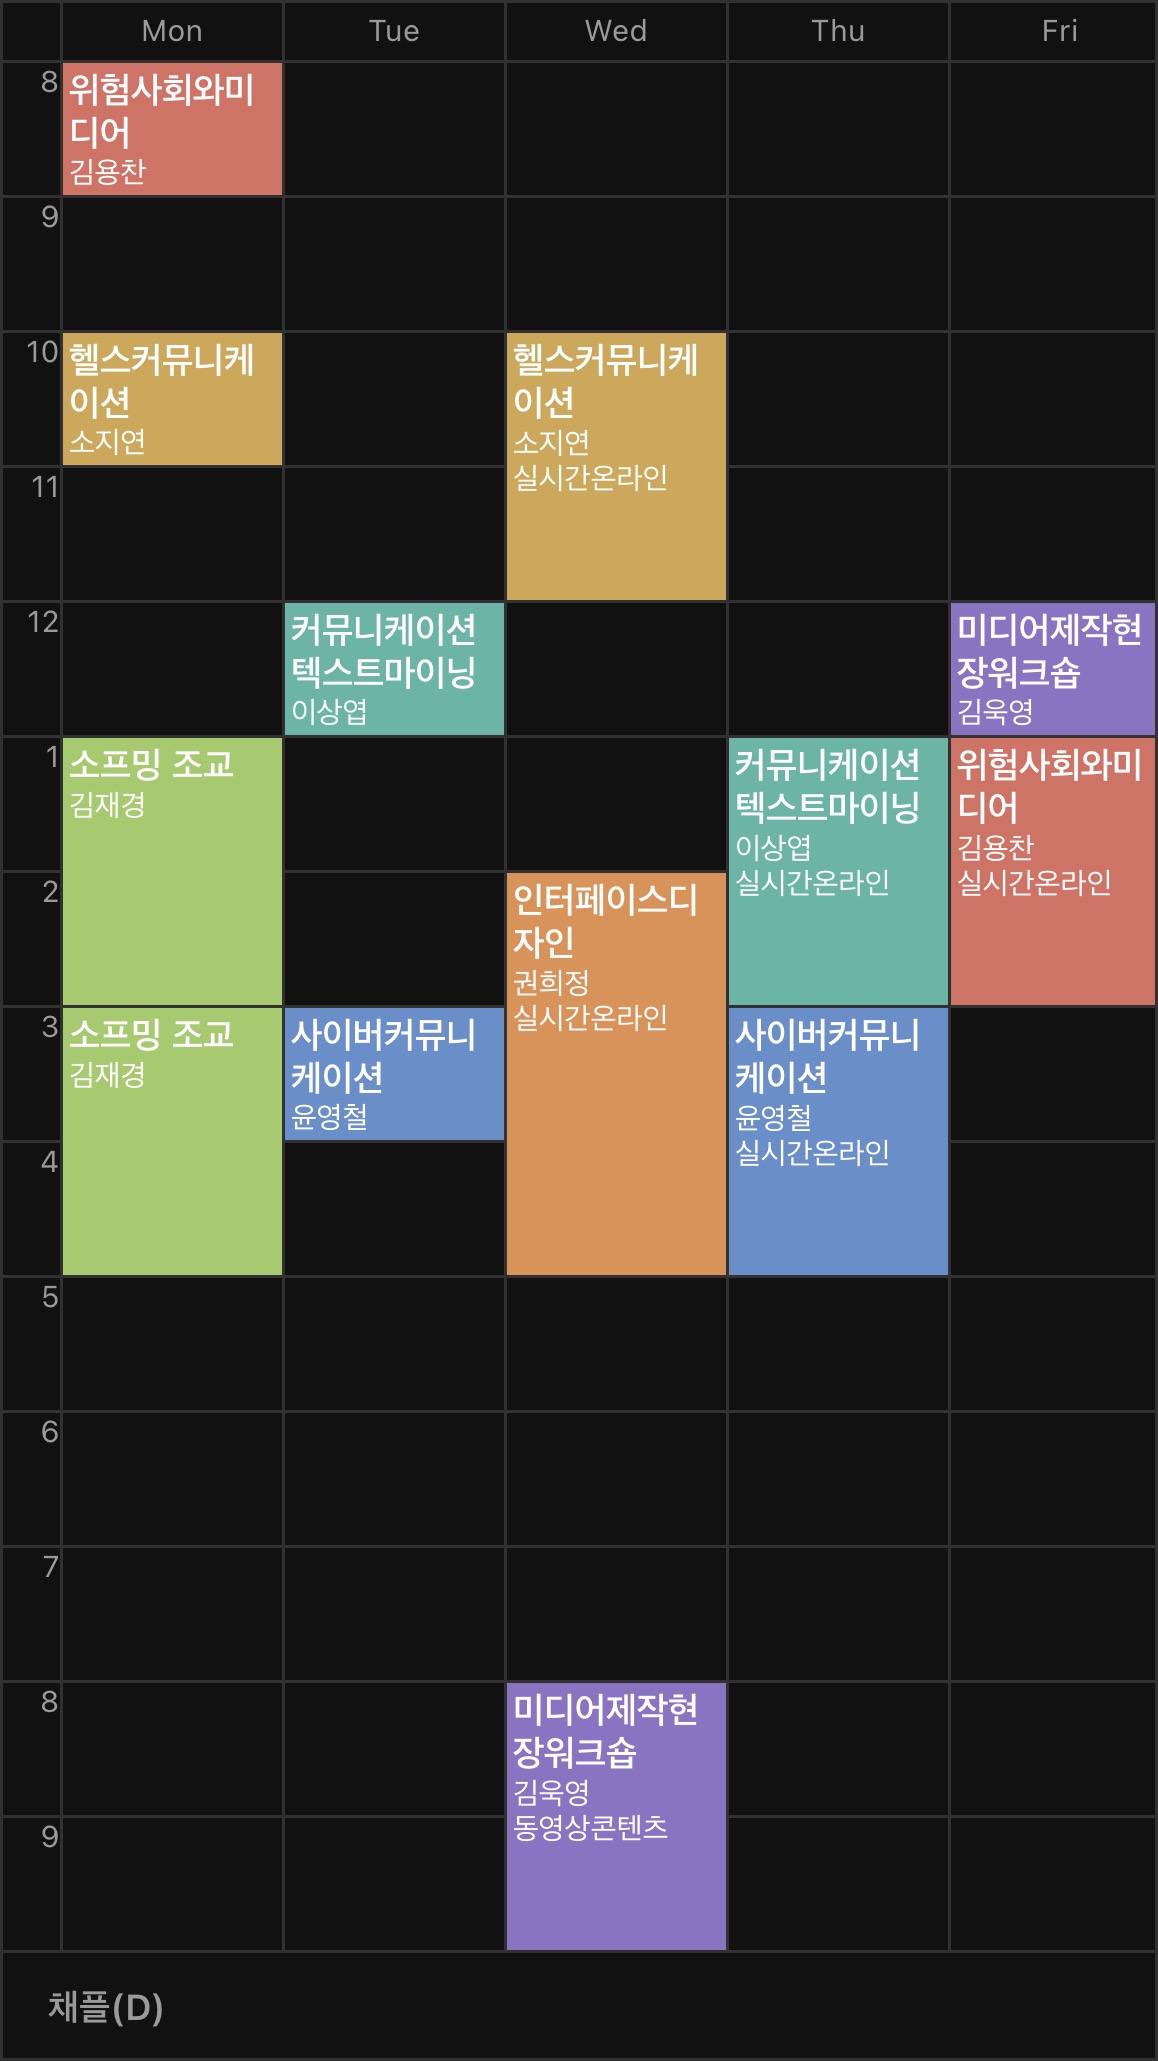 Mon Tue Wed Thu Fri
8
위험사회와미
디어
김용찬
9
10
헬스커뮤니케
이션
소지연
헬스커뮤니케
이션
소지연
실시간온라인
11
12
커뮤니케이션
텍스트마이닝
이상엽
미디어제작현
장워크숍
김욱영
1
소프밍 조교
김재경
커뮤니케이션
텍스트마이닝
이상엽
실시간온라인
위험사회와미
디어
김용찬
실시간온라인
2
인터페이스디
자인
권희정
실시간온라인
3
소프밍 조교
김재경
사이버커뮤니
케이션
윤영철
사이버커뮤니
케이션
윤영철
실시간온라인
4
5
6
7
8
미디어제작현
장워크숍
김욱영
동영상콘텐츠
9
채플(D)